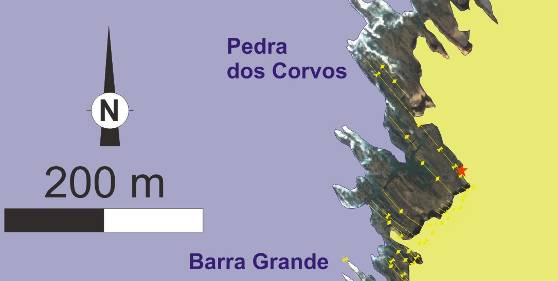 Pedra
dos Corvos
N
200 m
Barra Grande